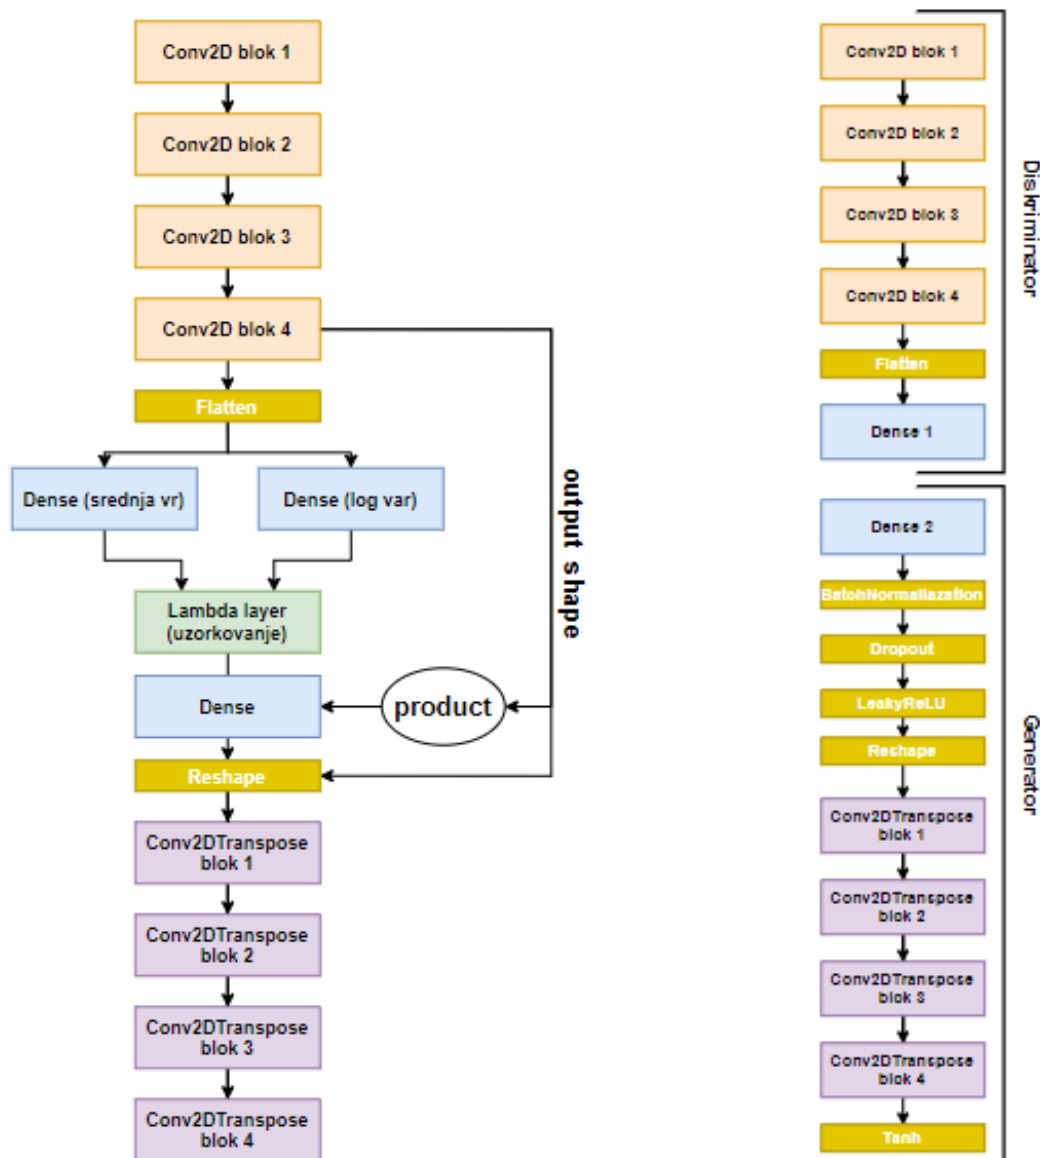 Conv2D blok 1
Conv2D blok 2
Conv2D blok 3
Conv2D blok 4
Flatten
Dense (srednja vr)
Dense (log var)
Lambda layer
(uzorkovanje)
Dense
product
output shape
Reshape
Conv2DTranspose
blok 1
Conv2DTranspose
blok 2
Conv2DTranspose
blok 3
Conv2DTranspose
blok 4
Conv2D blok 1
Conv2D blok 2
Conv2D blok 3
Conv2D blok 4
Flatten
Dense 1
Diskriminator
Dense 2
BatchNormaliazation
Dropout
LeakyReLU
Reshape
Conv2DTranspose
blok 1
Conv2DTranspose
blok 2
Conv2DTranspose
blok 3
Conv2DTranspose
blok 4
Tanh
Generator